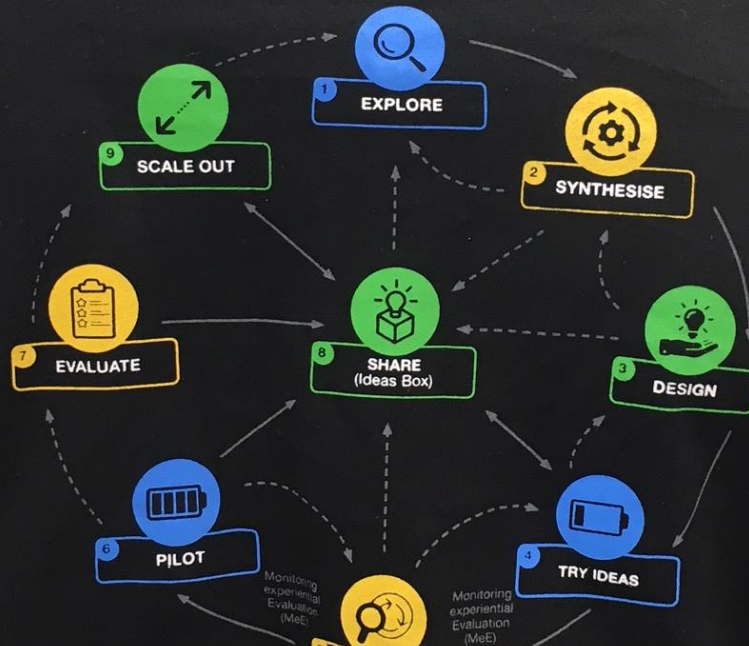 1
EXPLORE
2
SYNTHESISE
3
DESIGN
4
TRY IDEAS
6
PILOT
7
EVALUATE
8
SHARE
(Ideas Box)
9
SCALE OUT
Monitoring
experiential
Evaluation
(MeE)
Monitoring
experiential
Evaluation
(MeE)